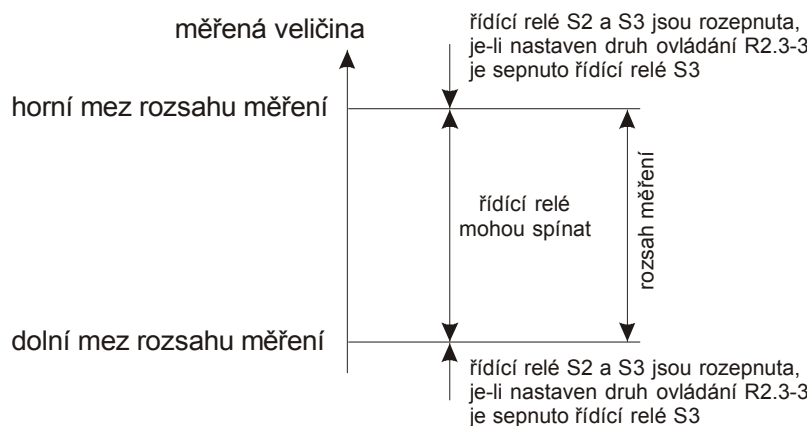 měřená veličina
řídící relé S2 a S3 jsou rozepnuta,
je-li nastaven druh ovládání R2.3-3
je sepnuto řídící relé S3
horní mez rozsahu měření
řídící relé
mohou spínat
rozsah měření
dolní mez rozsahu měření
řídící relé S2 a S3 jsou rozepnuta,
je-li nastaven druh ovládání R2.3-3
je sepnuto řídící relé S3